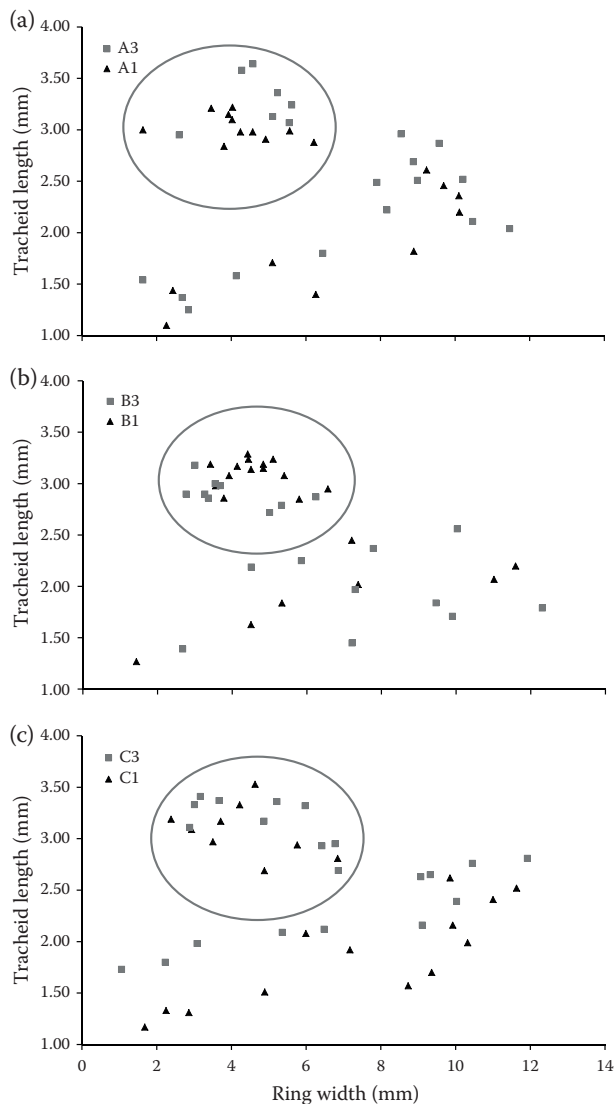 (a)
4.00
A3
A1
3.50
3.00
2.50
2.00
1.50
1.00
Tracheid length (mm)
(b)
4.00
B3
B1
3.50
3.00
2.50
2.00
1.50
1.00
Tracheid length (mm)
(c)
4.00
C3
C1
3.50
3.00
2.50
2.00
1.50
1.00
Tracheid length (mm)
0 2 4 6 8 10 12 14
Ring width (mm)